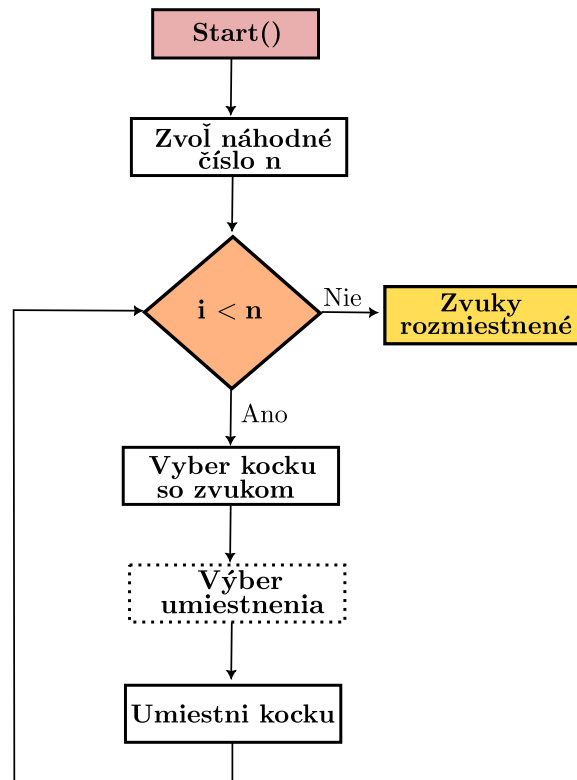 Start()
Zvoľ náhodné
číslo n
i < n
Nie
Zvuky
rozmiestnené
Ano
Vyber kocku
so zvukom
Výber
umiestnenia
Umiestni kocku